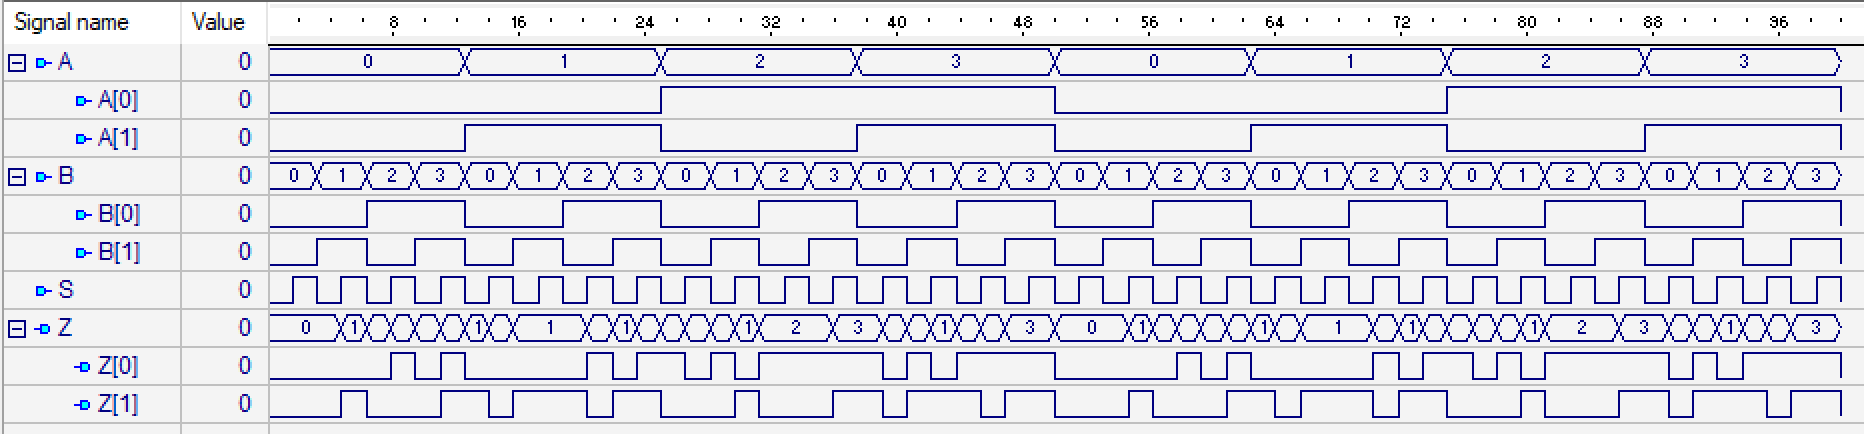 Signal name Value 8 16 24 32 40 48 56 64 72 80 88 96
A 0 0 1 2 3 0 1 2 3
A[0] 0
A[1] 0
B 0 0 1 2 3 0 1 2 3 0 1 2 3 0 1 2 3 0 1 2 3 0 1 2 3 0 1 2 3 0 1 2 3
B[0] 0
B[1] 0
S 0
Z 0 0 1 1 1 1 1 2 3 1 3 0 1 1 1 1 1 2 3 1 3
Z[0] 0
Z[1] 0